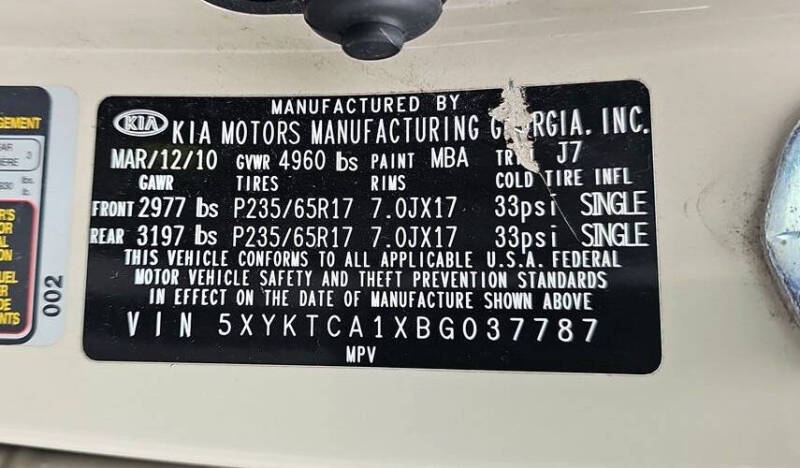 MANUFACTURED BY
KIA KIA MOTORS MANUFACTURING GEORGIA. INC.
MAR/12/10 GVWR 4960 lbs PAINT MBA J7
GAWR TIRES RIMS COLD TIRE INFL
FRONT 2977 lbs P235/65R17 7.0JX17 33psi SINGLE
REAR 3197 lbs P235/65R17 7.0JX17 33psi SINGLE
THIS VEHICLE CONFORMS TO ALL APPLICABLE U.S.A. FEDERAL
MOTOR VEHICLE SAFETY AND THEFT PREVENTION STANDARDS
IN EFFECT ON THE DATE OF MANUFACTURE SHOWN ABOVE
VIN 5XYKTCA1XBG037787
MPV
002